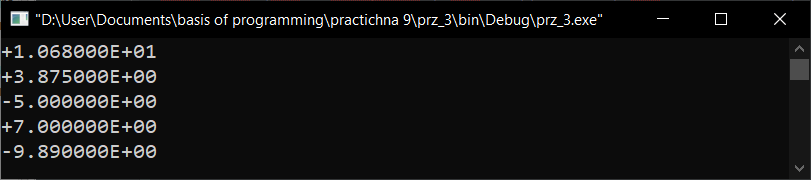 "D:\User\Documents\basis of programming\practichna 9\prz_3\bin\Debug\prz_3.exe"
+1.068000E+01
+3.875000E+00
-5.000000E+00
+7.000000E+00
-9.890000E+00